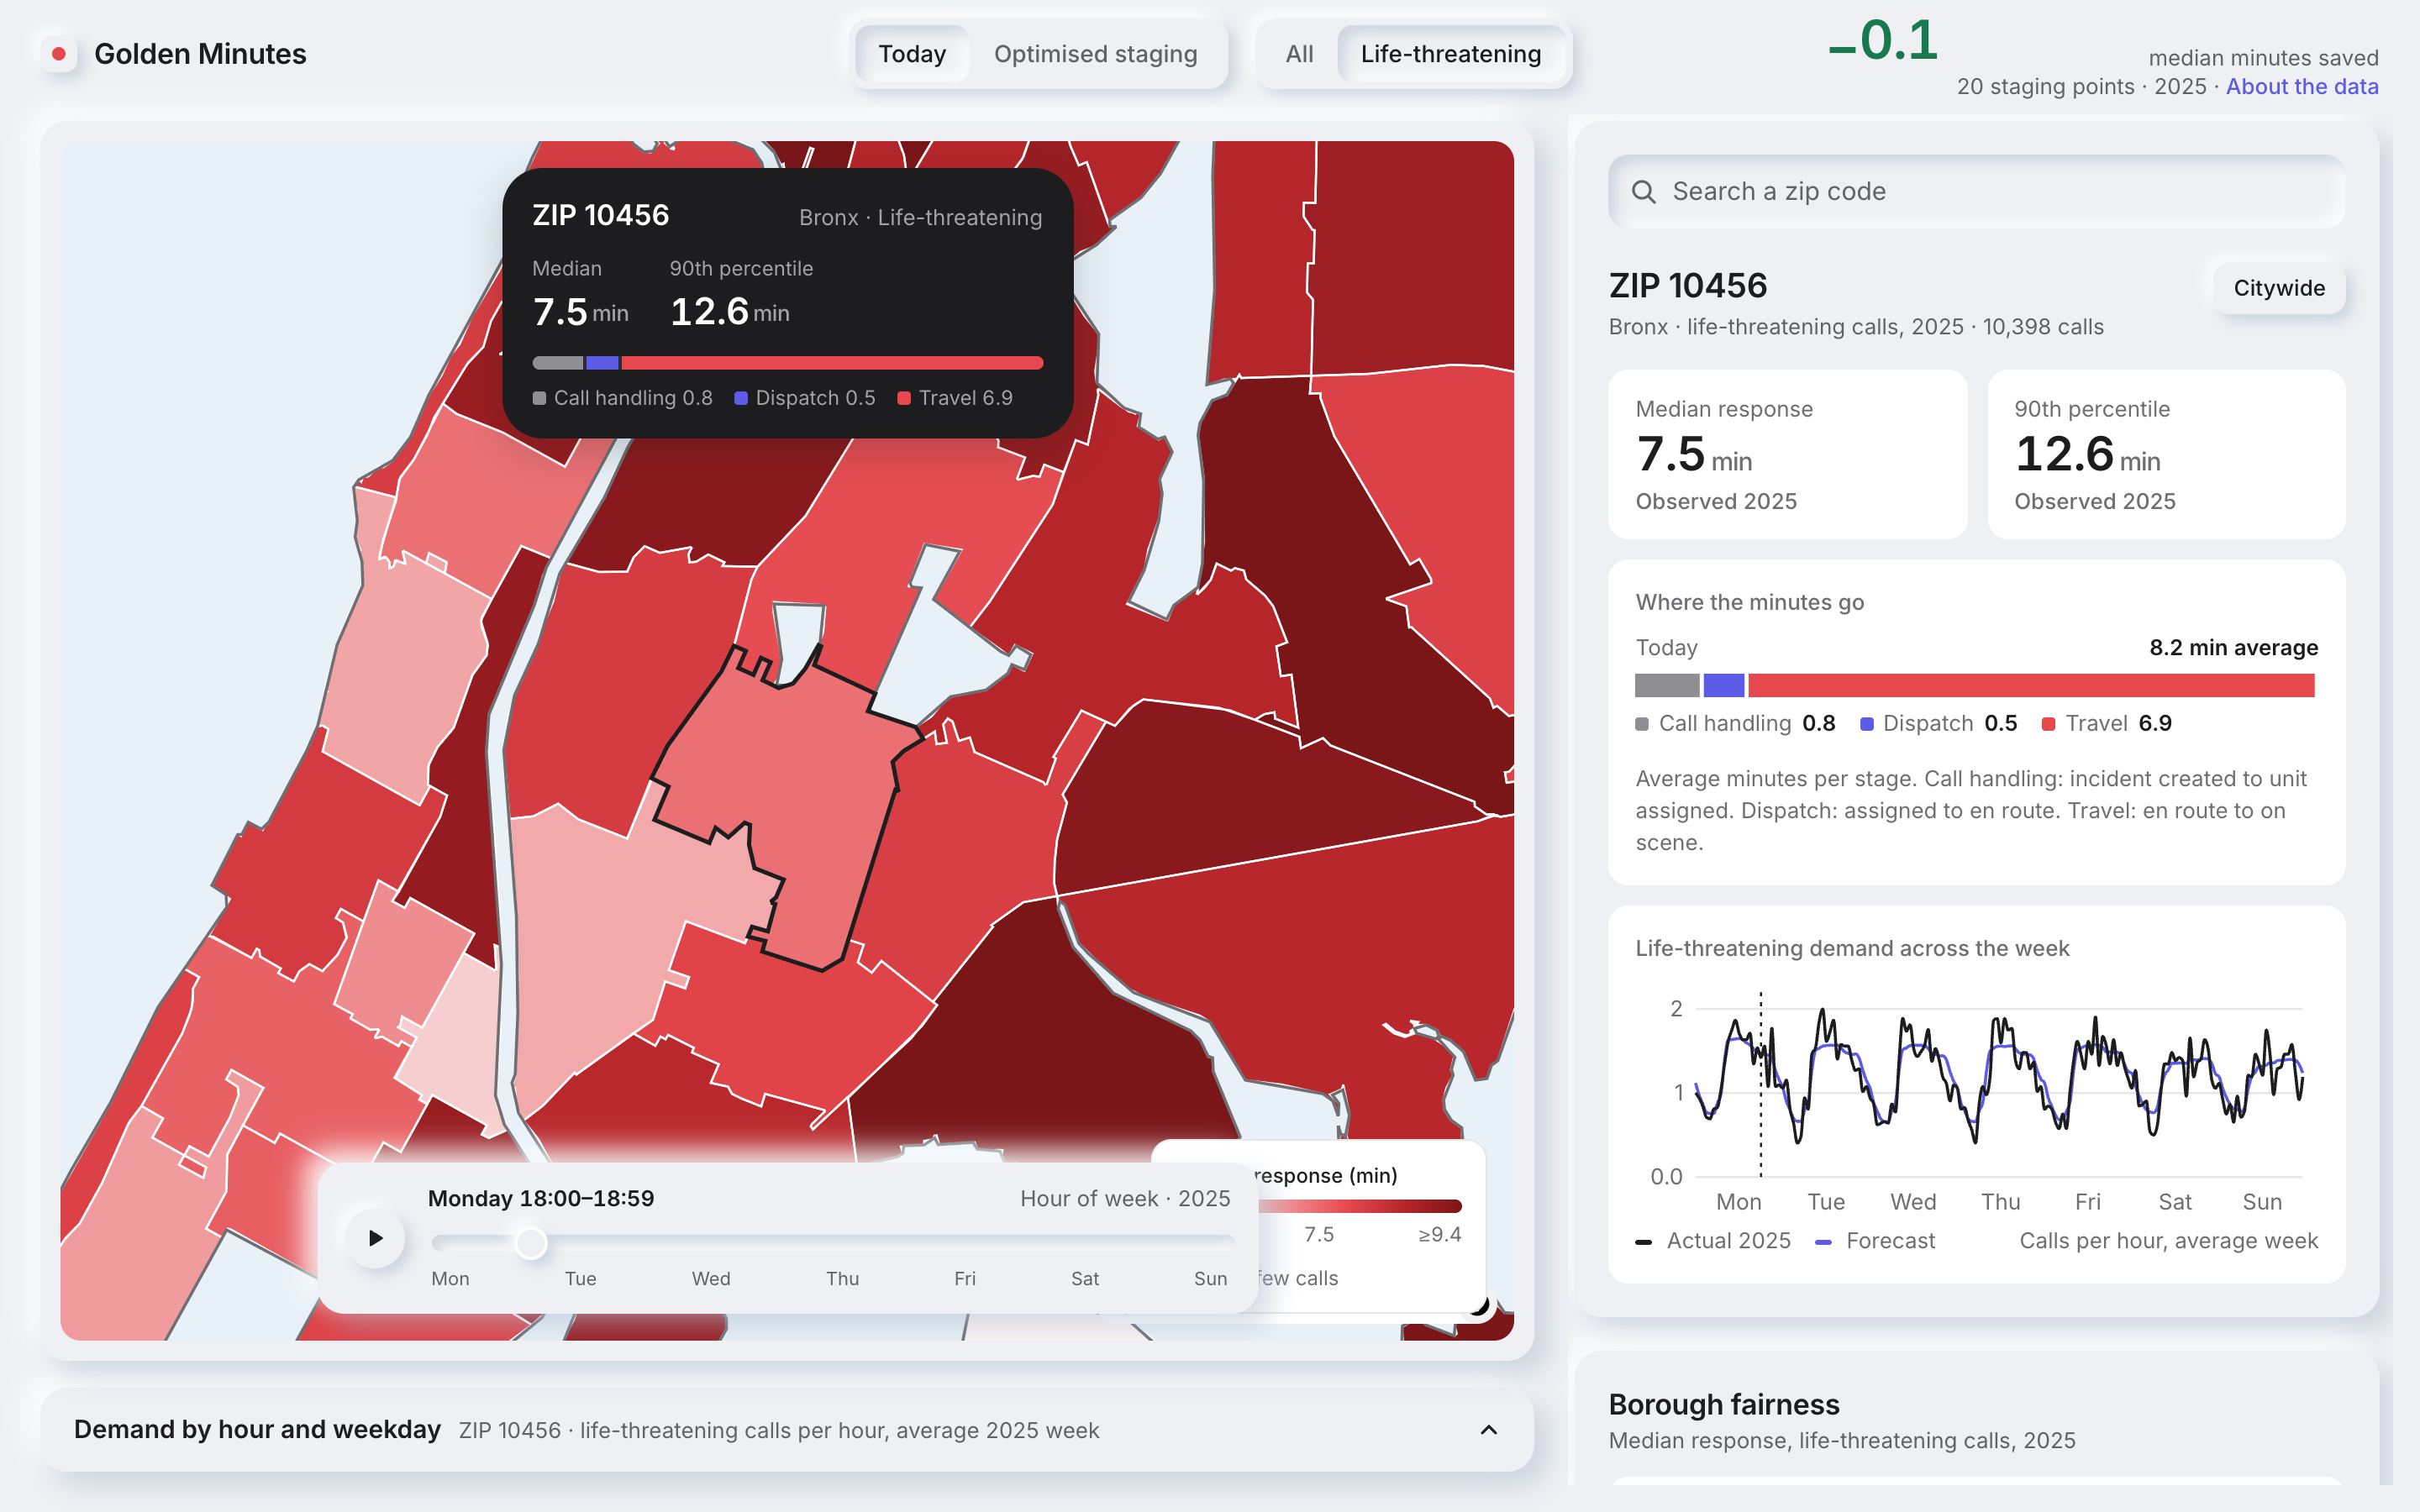 Golden Minutes
Today
Optimised staging
All
Life-threatening
–0.1
median minutes saved
20 staging points · 2025 · About the data
ZIP 10456
Bronx · Life-threatening
Median
90th percentile
7.5 min
12.6 min
Call handling 0.8
Dispatch 0.5
Travel 6.9
response (min)
7.5
≥9.4
few calls
Monday 18:00–18:59
Hour of week · 2025
Mon
Tue
Wed
Thu
Fri
Sat
Sun
Demand by hour and weekday
ZIP 10456 · life-threatening calls per hour, average 2025 week
Search a zip code
ZIP 10456
Citywide
Bronx · life-threatening calls, 2025 · 10,398 calls
Median response
7.5 min
Observed 2025
90th percentile
12.6 min
Observed 2025
Where the minutes go
Today
8.2 min average
Call handling 0.8
Dispatch 0.5
Travel 6.9
Average minutes per stage. Call handling: incident created to unit
assigned. Dispatch: assigned to en route. Travel: en route to on
scene.
Life-threatening demand across the week
2
1
0.0
Mon
Tue
Wed
Thu
Fri
Sat
Sun
Actual 2025
Forecast
Calls per hour, average week
Borough fairness
Median response, life-threatening calls, 2025